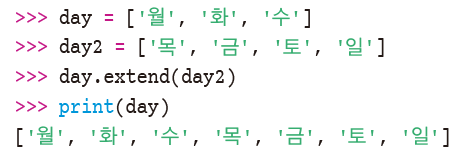 >>> day = ['월', '화', '수']
>>> day2 = ['목', '금', '토', '일']
>>> day.extend(day2)
>>> print(day)
['월', '화', '수', '목', '금', '토', '일']